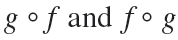 g ∘ f and f ∘ g